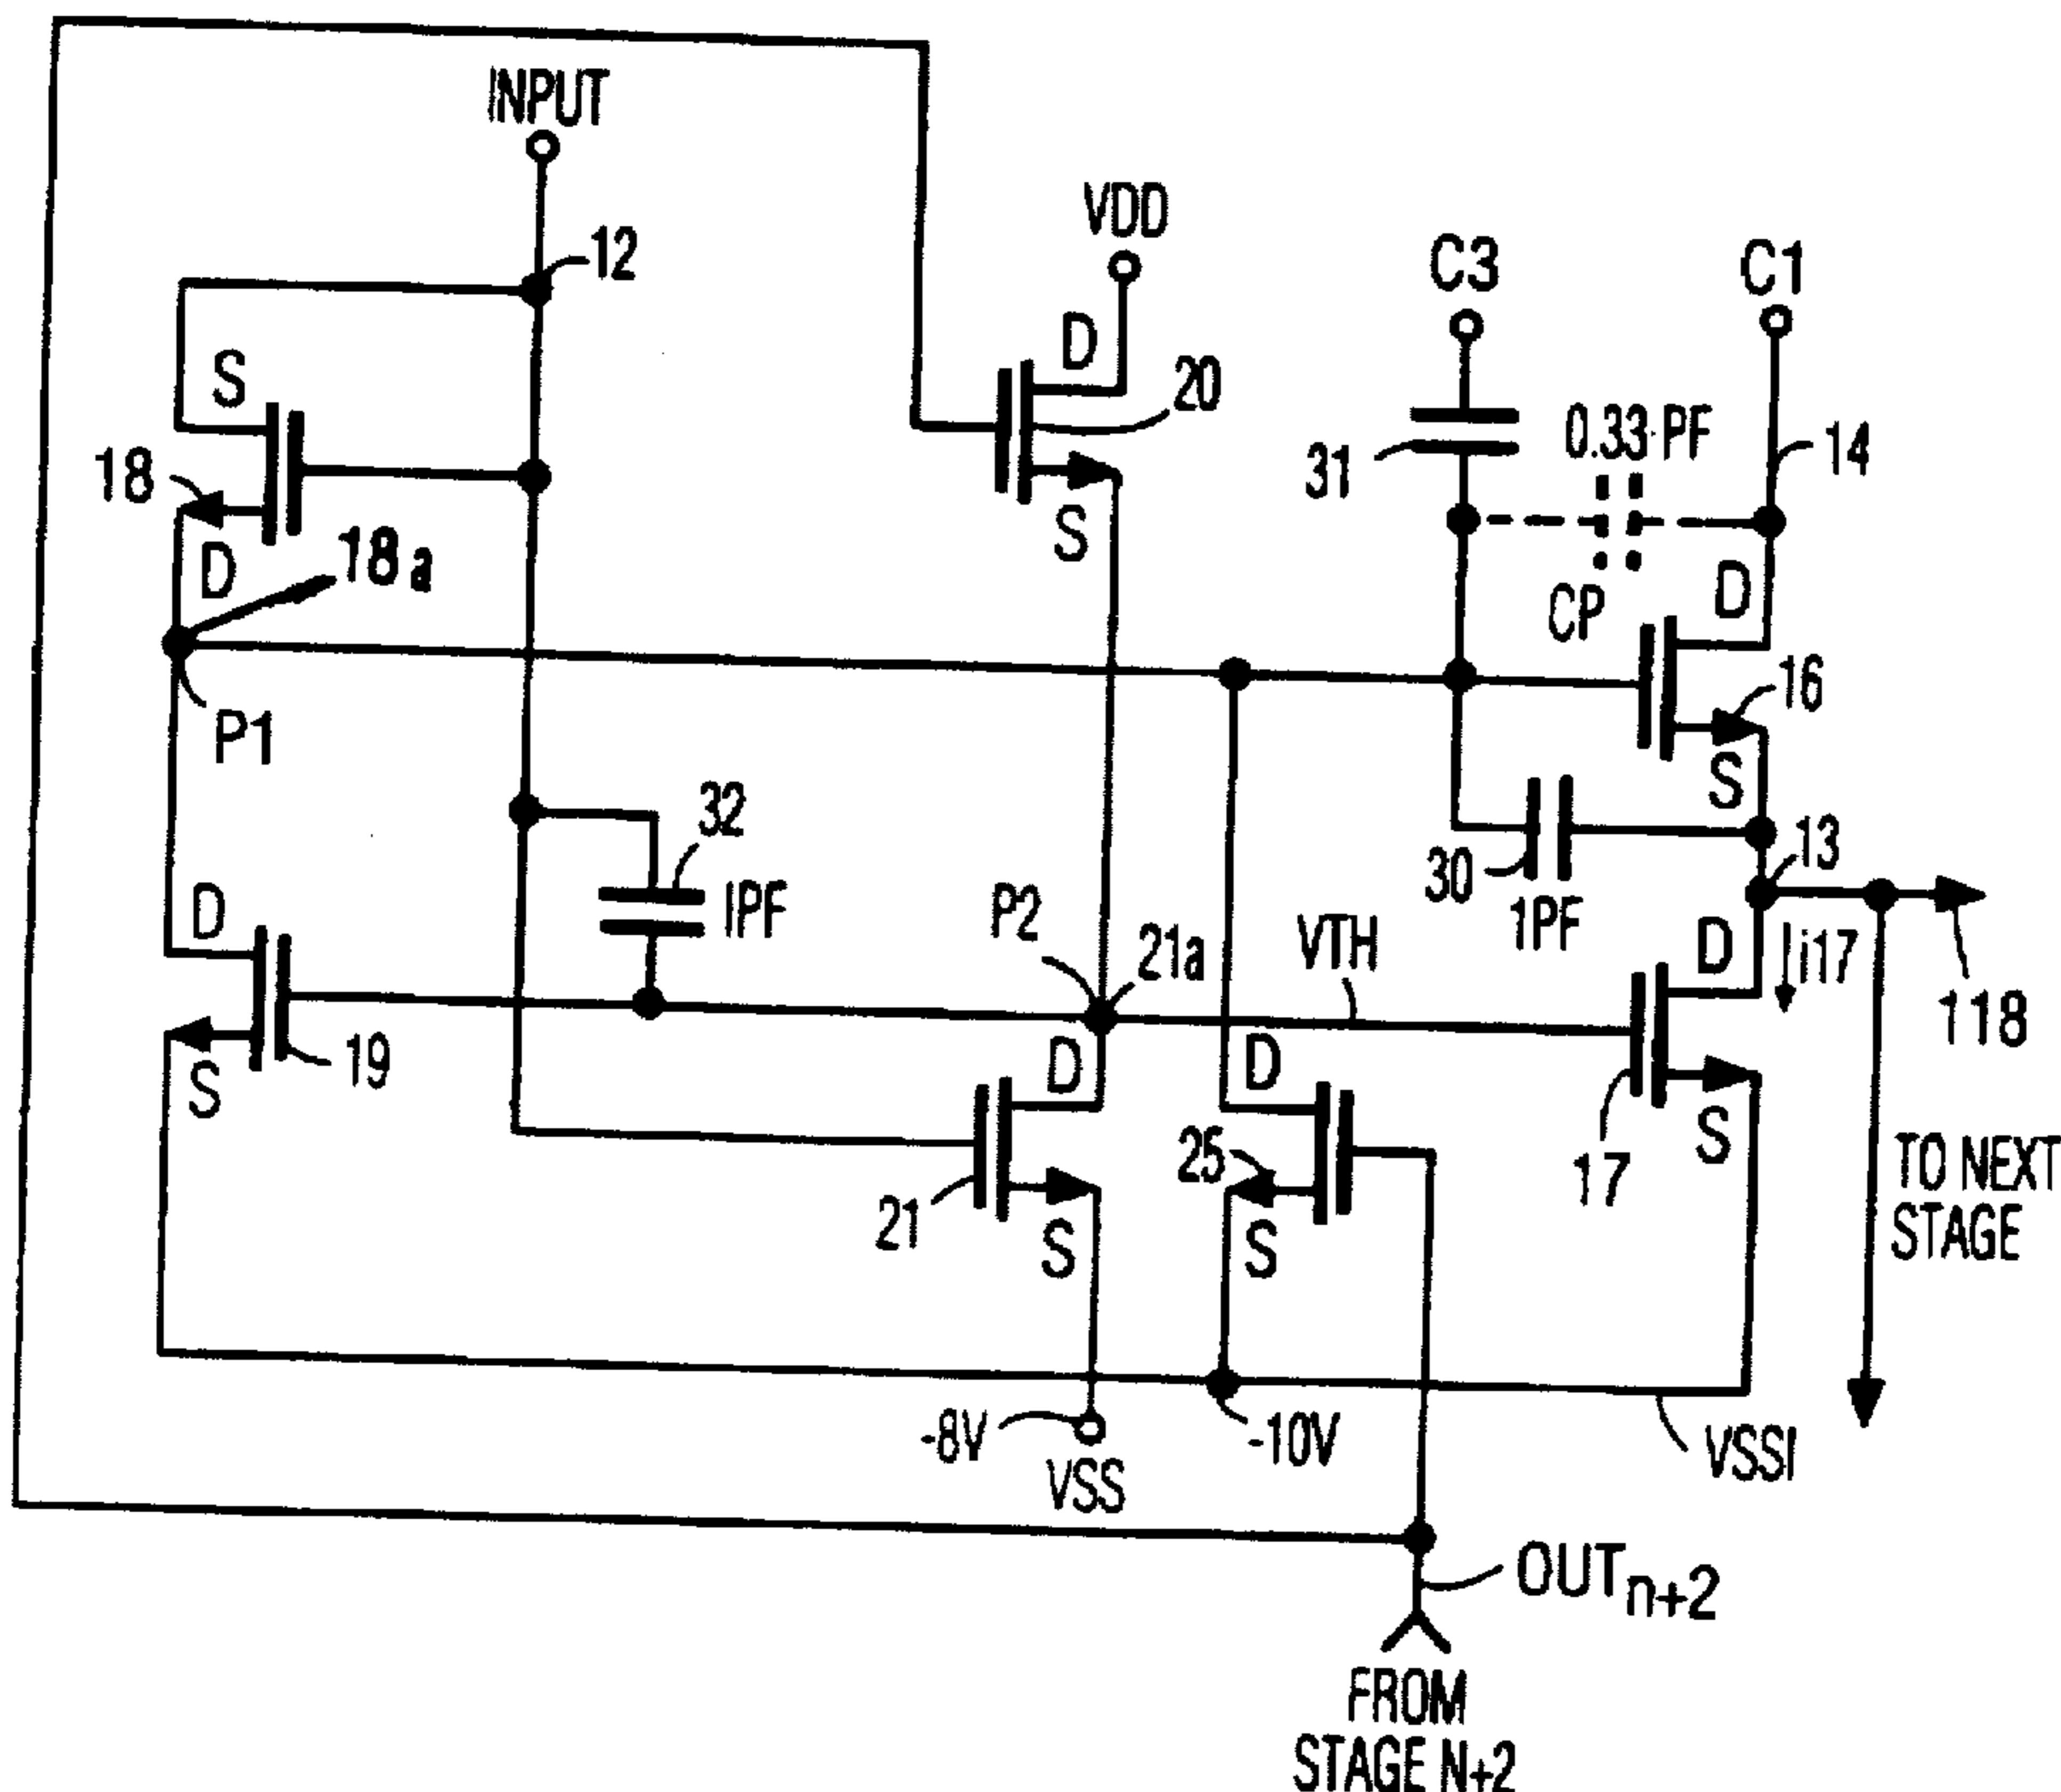 INPUT
12
VDD
C3
C1
S
D
20
0.33 PF
14
18
31
D
18a
S
CP
D
P1
16
S
32
13
D
1PF
P2
21a
VTH
30
1PF
D
i17
118
19
S
D
D
25
17
S
21
S
S
TO NEXT
STAGE
-8V
VSS
-10V
VSSI
OUTn+2
FROM
STAGE N+2